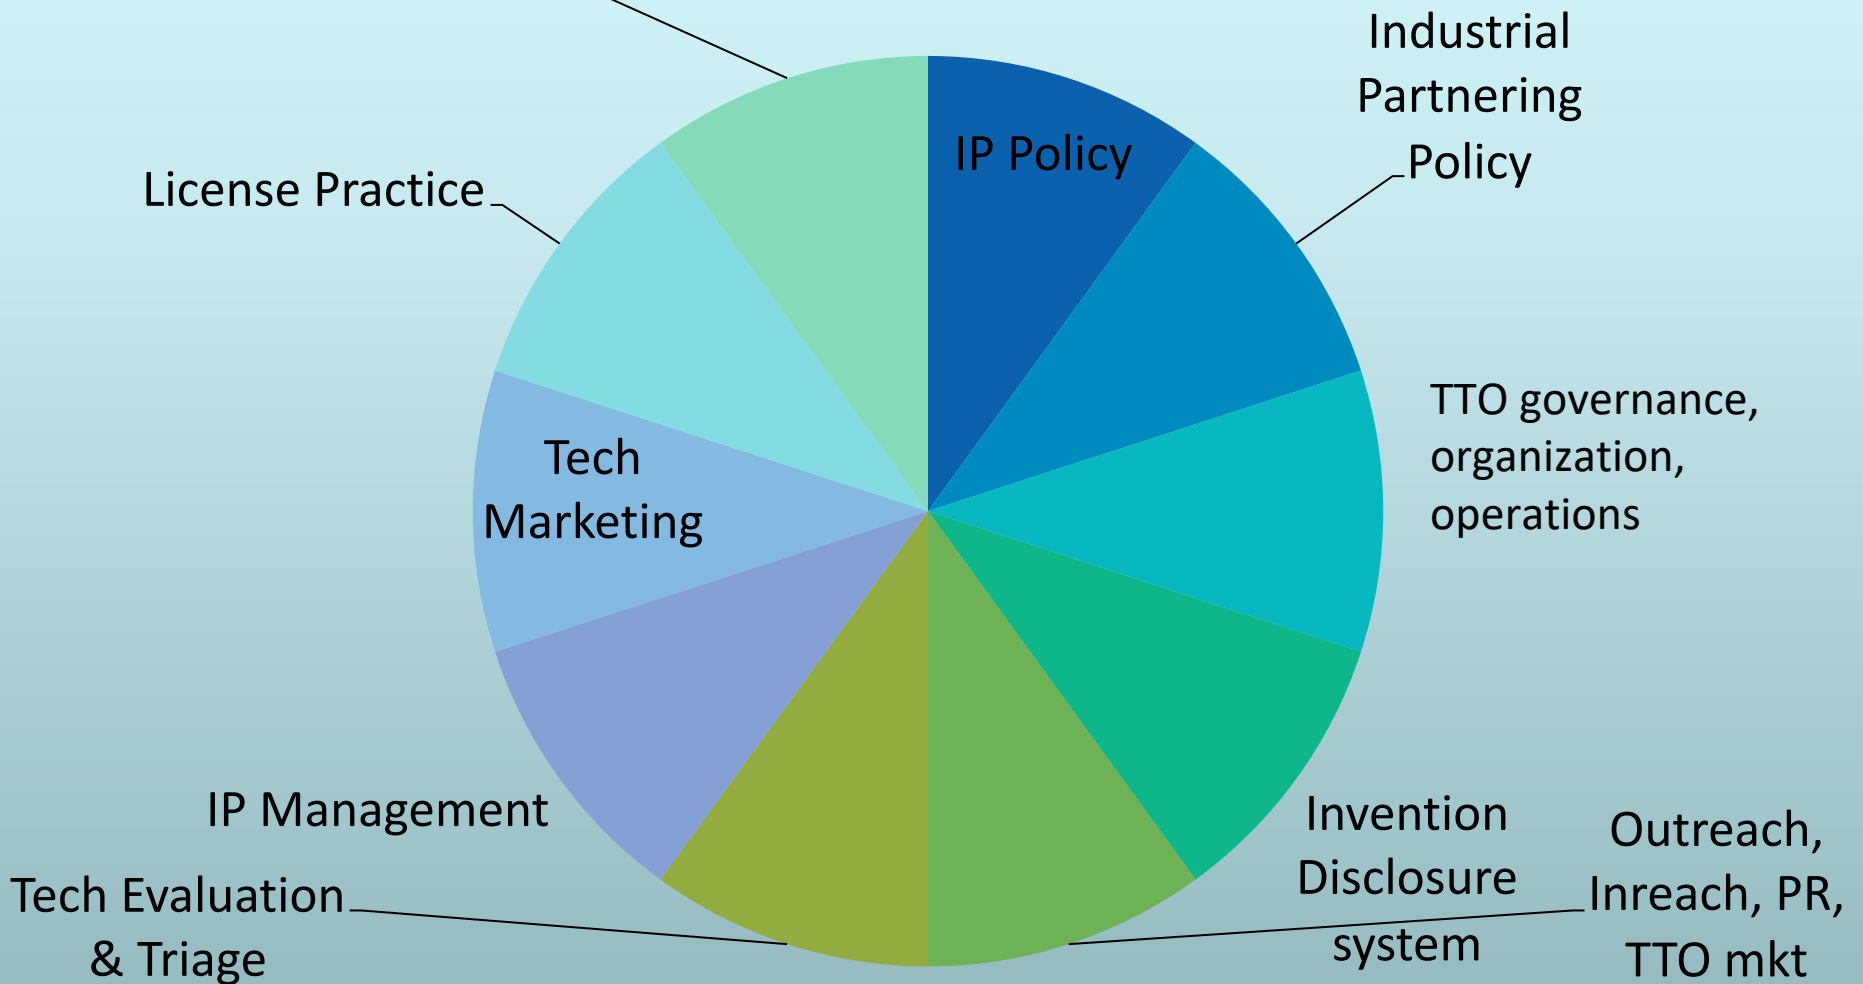 IP Policy
Industrial
Partnering
Policy
TTO governance,
organization,
operations
Invention
Disclosure
system
Outreach,
Inreach, PR,
TTO mkt
Tech Evaluation
& Triage
IP Management
Tech
Marketing
License Practice